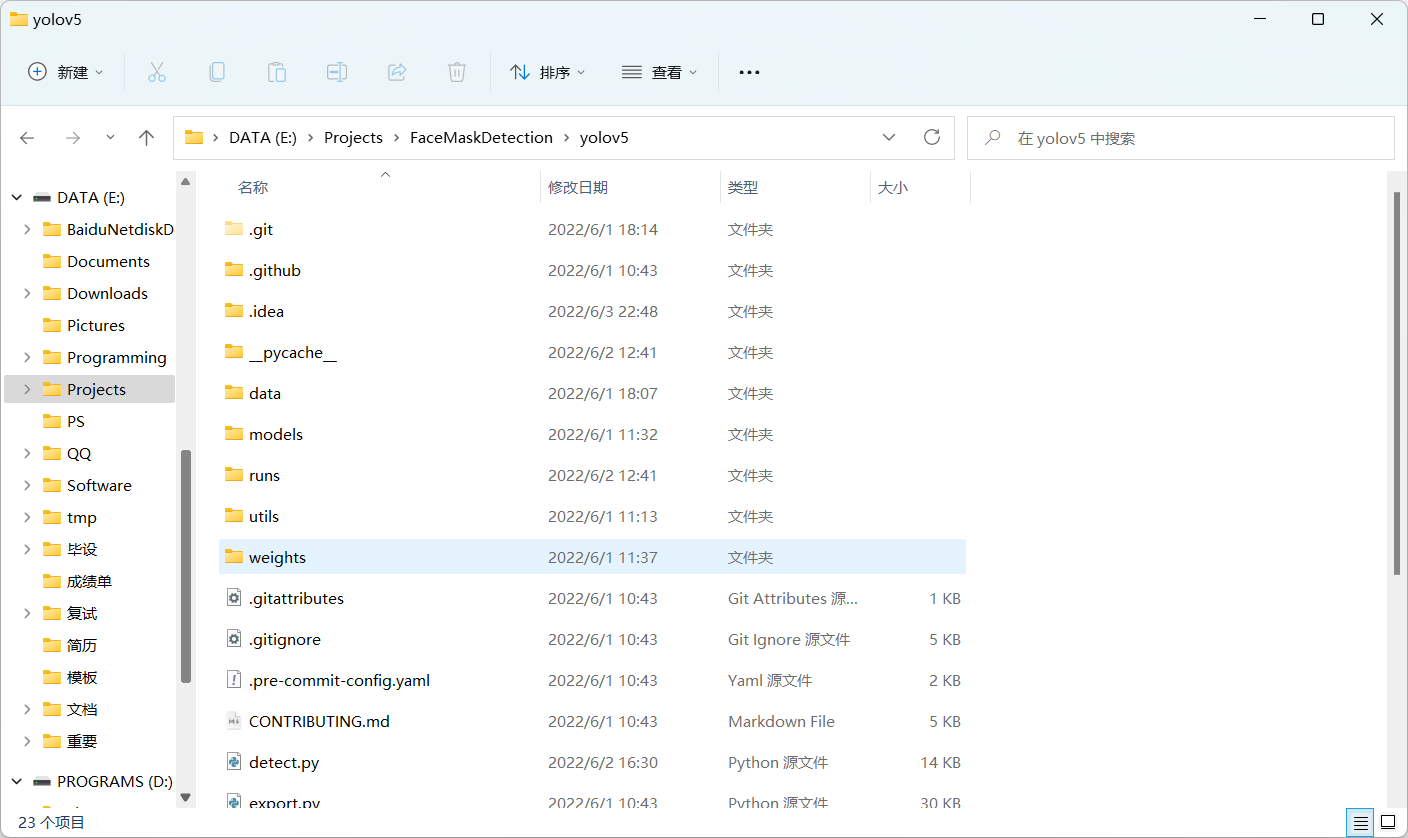 yolov5
新建 排序 查看
DATA (E:) Projects FaceMaskDetection yolov5 在 yolov5 中搜索
DATA (E:)
BaiduNetdiskD
Documents
Downloads
Pictures
Programming
Projects
PS
QQ
Software
tmp
毕设
成绩单
复试
简历
模板
文档
重要
PROGRAMS (D:)
名称 修改日期 类型 大小
.git 2022/6/1 18:14 文件夹
.github 2022/6/1 10:43 文件夹
.idea 2022/6/3 22:48 文件夹
__pycache__ 2022/6/2 12:41 文件夹
data 2022/6/1 18:07 文件夹
models 2022/6/1 11:32 文件夹
runs 2022/6/2 12:41 文件夹
utils 2022/6/1 11:13 文件夹
weights 2022/6/1 11:37 文件夹
.gitattributes 2022/6/1 10:43 Git Attributes 源... 1 KB
.gitignore 2022/6/1 10:43 Git Ignore 源文件 5 KB
.pre-commit-config.yaml 2022/6/1 10:43 Yaml 源文件 2 KB
CONTRIBUTING.md 2022/6/1 10:43 Markdown File 5 KB
detect.py 2022/6/2 16:30 Python 源文件 14 KB
export.py 2022/6/1 10:43 Python 源文件 30 KB
23 个项目